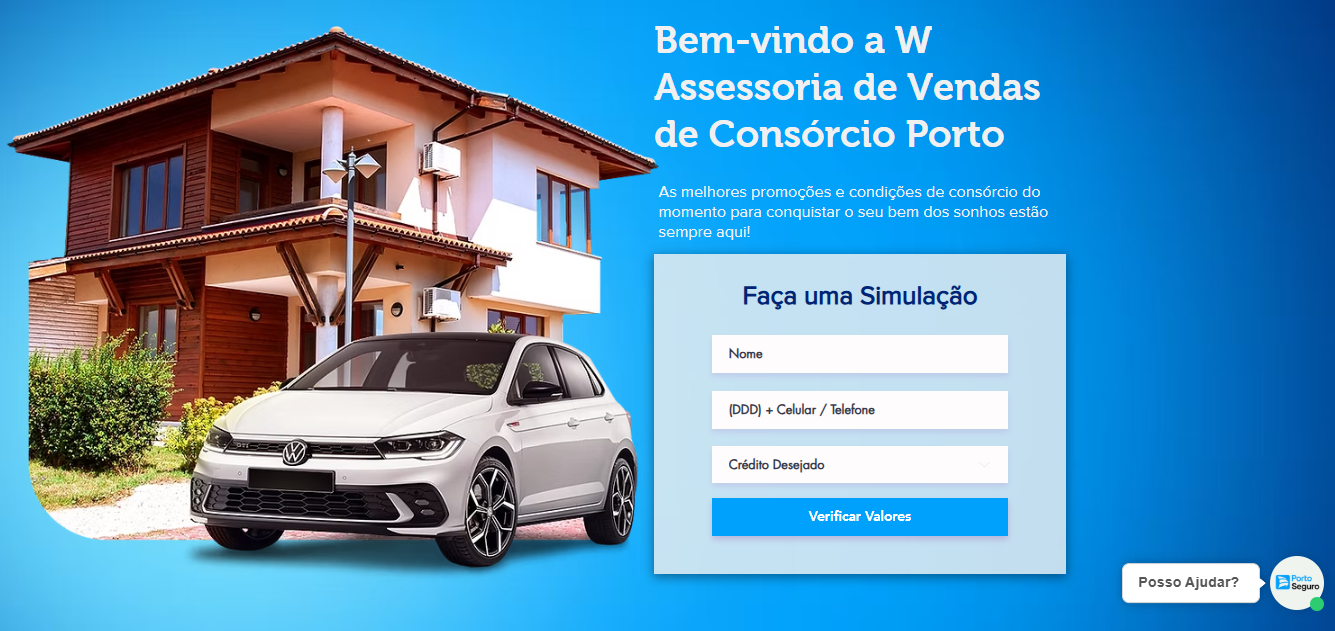 Bem-vindo a W
Assessoria de Vendas
de Consórcio Porto
As melhores promoções e condições de consórcio do
momento para conquistar o seu bem dos sonhos estão
sempre aqui!
Faça uma Simulação
Nome
(DDD) + Celular / Telefone
Crédito Desejado
Verificar Valores
GTI
Posso Ajudar?
Porto
Seguro